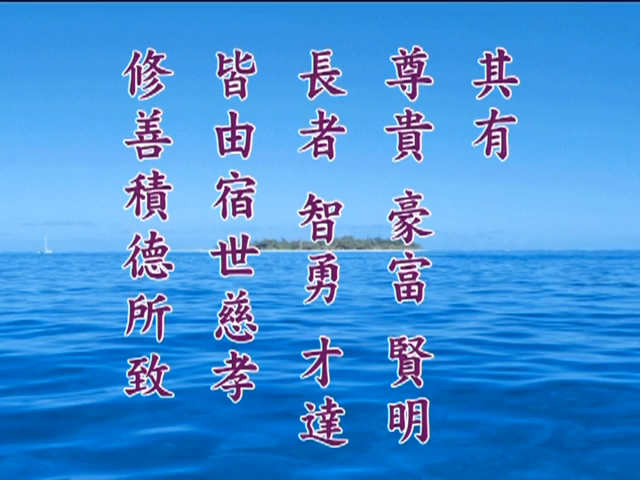 其有
尊貴 豪富 賢明
長者 智勇 才達
皆由宿世慈孝
修善積德所致